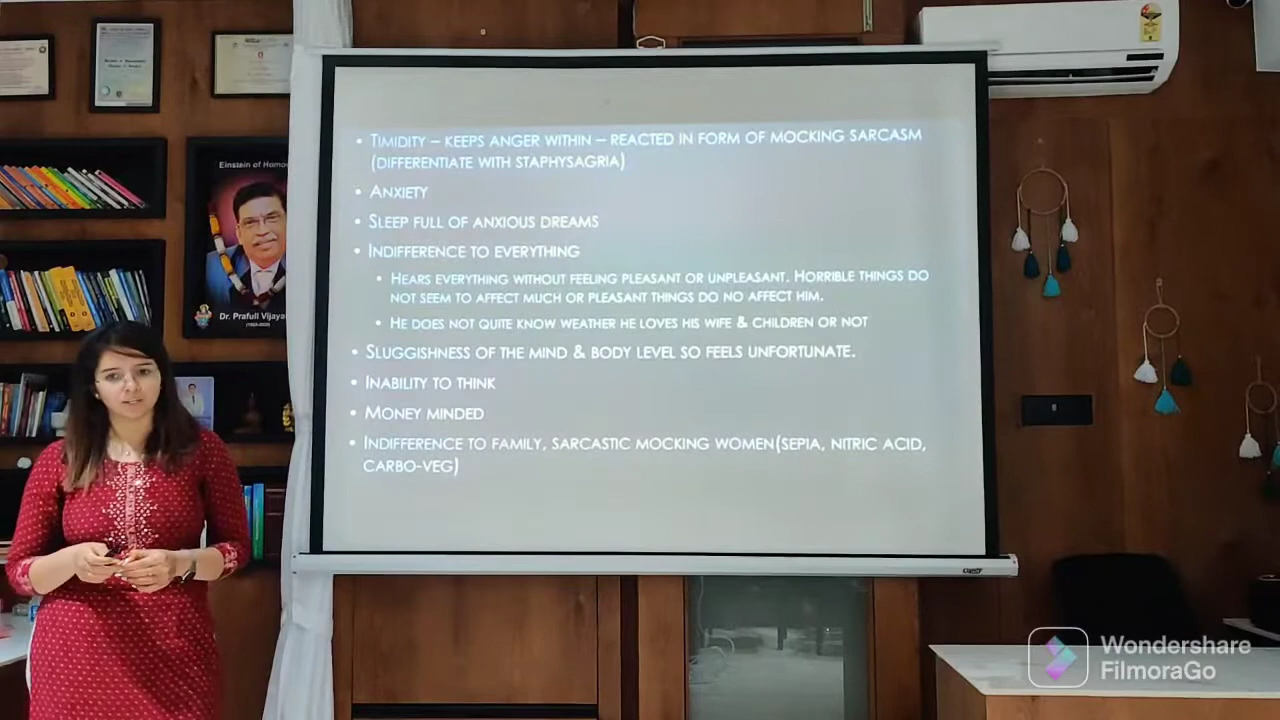 Einstein of Homo
Dr. Prafull Vijaya
• TIMIDITY – KEEPS ANGER WITHIN – REACTED IN FORM OF MOCKING SARCASM
(DIFFERENTIATE WITH STAPHYSAGRIA)
• ANXIETY
• SLEEP FULL OF ANXIOUS DREAMS
• INDIFFERENCE TO EVERYTHING
• HEARS EVERYTHING WITHOUT FEELING PLEASANT OR UNPLEASANT. HORRIBLE THINGS DO
NOT SEEM TO AFFECT MUCH OR PLEASANT THINGS DO NO AFFECT HIM.
• HE DOES NOT QUITE KNOW WEATHER HE LOVES HIS WIFE & CHILDREN OR NOT
• SLUGGISHNESS OF THE MIND & BODY LEVEL SO FEELS UNFORTUNATE.
• INABILITY TO THINK
• MONEY MINDED
• INDIFFERENCE TO FAMILY, SARCASTIC MOCKING WOMEN(SEPIA, NITRIC ACID,
CARBO-VEG)
Wondershare
FilmoraGo